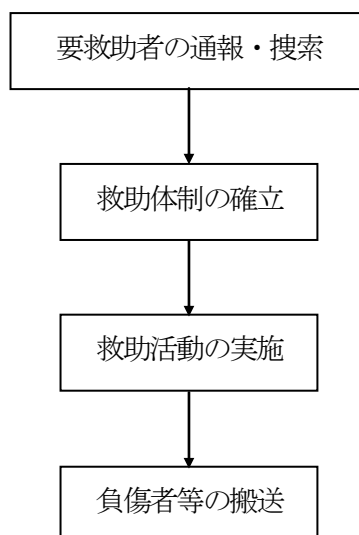 要救助者の通報・捜索
救助体制の確立
救助活動の実施
負傷者等の搬送